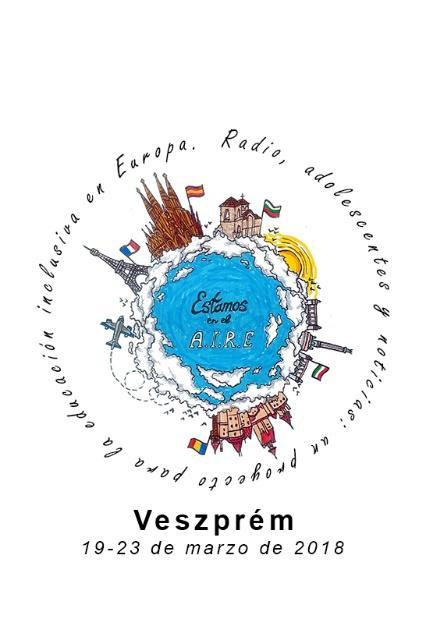 Radio, adolescentes y noticias: un proyecto para la educación inclusiva en Europa.
Estamos
en el
A.I.R.E
Veszprém
19-23 de marzo de 2018